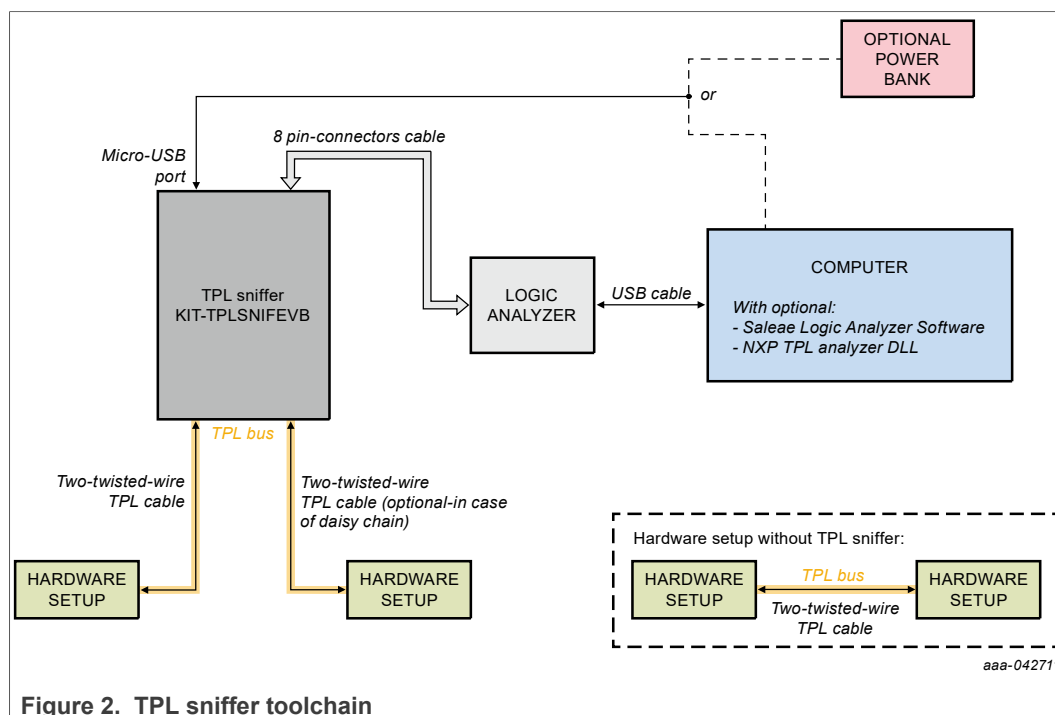 OPTIONAL
POWER
BANK
or
8 pin-connectors cable
Micro-USB
port
TPL sniffer
KIT-TPLSNIFEVB
LOGIC
ANALYZER
USB cable
COMPUTER
With optional:
- Saleae Logic Analyzer Software
- NXP TPL analyzer DLL
TPL bus
Two-twisted-wire
TPL cable
Two-twisted-wire
TPL cable (optional-in case
of daisy chain)
HARDWARE
SETUP
HARDWARE
SETUP
Hardware setup without TPL sniffer:
HARDWARE
SETUP
TPL bus
Two-twisted-wire
TPL cable
HARDWARE
SETUP
aaa-04271
Figure 2. TPL sniffer toolchain